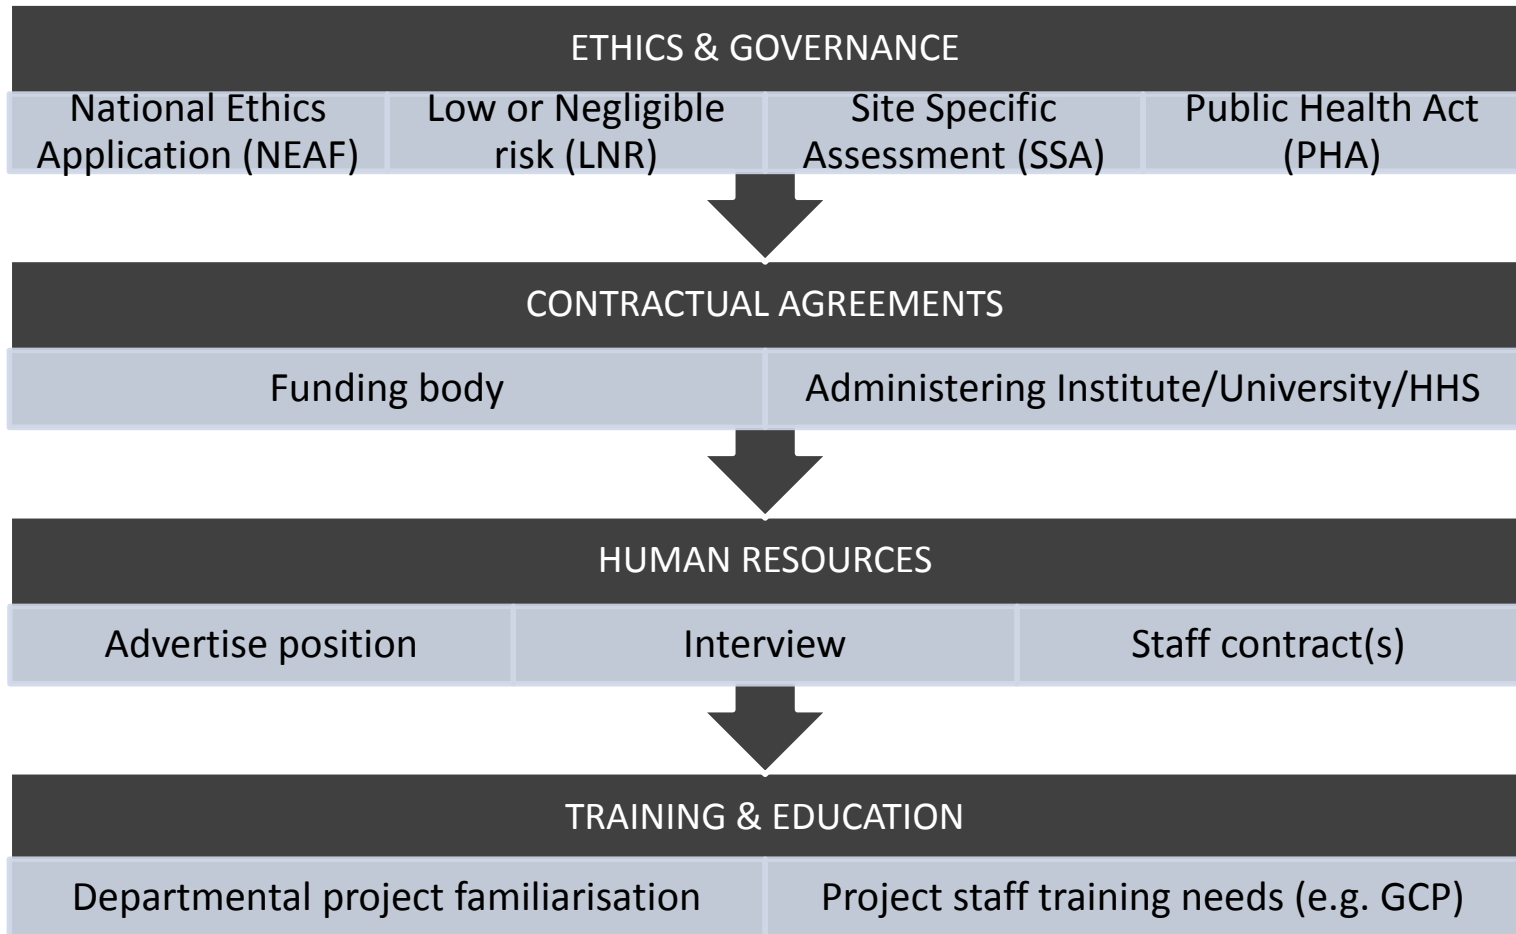 ETHICS & GOVERNANCE
National Ethics
Application (NEAF)
Low or Negligible
risk (LNR)
Site Specific
Assessment (SSA)
Public Health Act
(PHA)
CONTRACTUAL AGREEMENTS
Funding body
Administering Institute/University/HHS
HUMAN RESOURCES
Advertise position
Interview
Staff contract(s)
TRAINING & EDUCATION
Departmental project familiarisation
Project staff training needs (e.g. GCP)